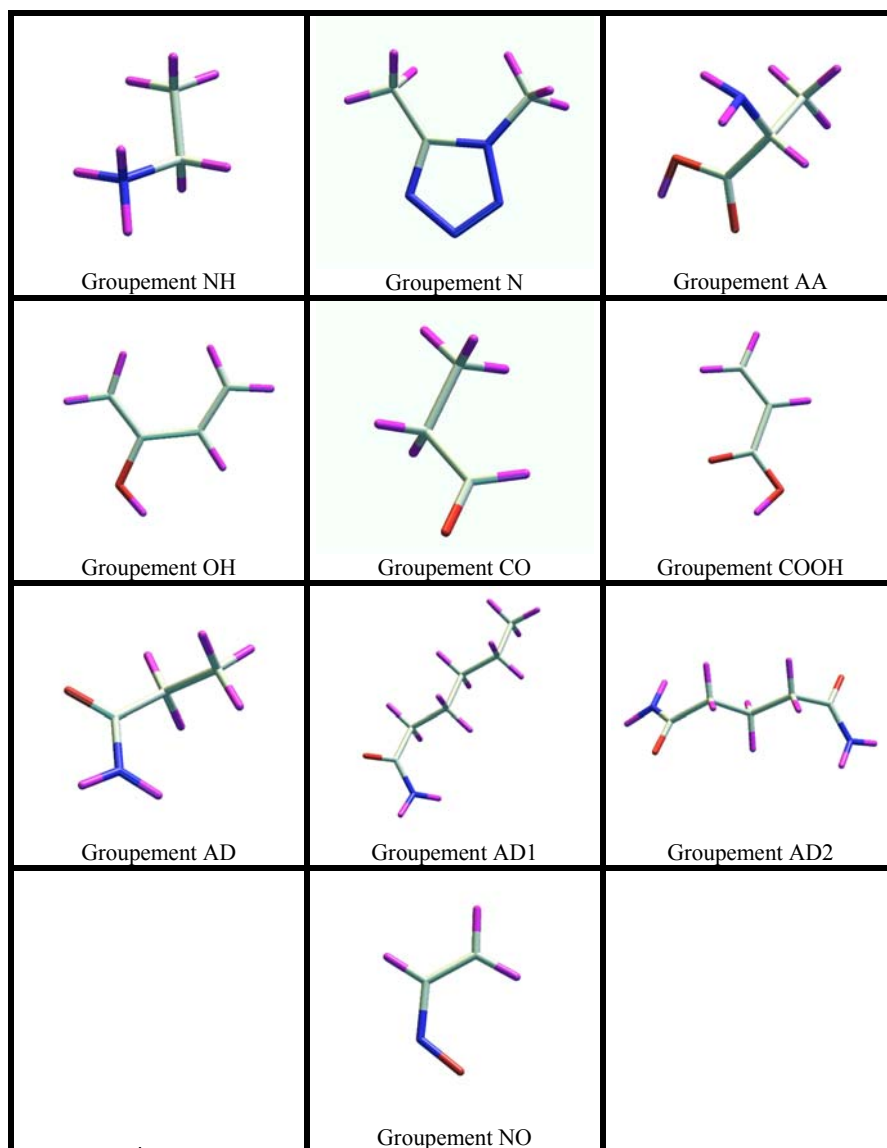 Groupement NH
Groupement N
Groupement AA
Groupement OH
Groupement CO
Groupement COOH
Groupement AD
Groupement AD1
Groupement AD2
Groupement NO